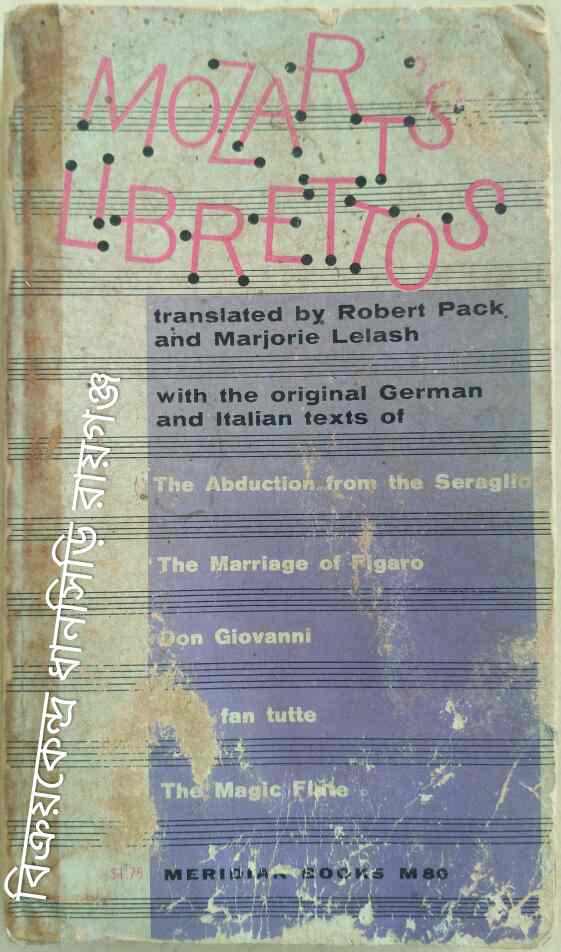 MOZART'S
LIBRETTOS
translated by Robert Pack
and Marjorie Lelash
with the original German
and Italian texts of
The Abduction from the Seraglio
The Marriage of Figaro
Don Giovanni
fan tutte
The Magic Flute
$1.75 MERIDIAN BOOKS M80
বিক্রয়কেন্দ্র ধানসিড়ি রায়গঞ্জ